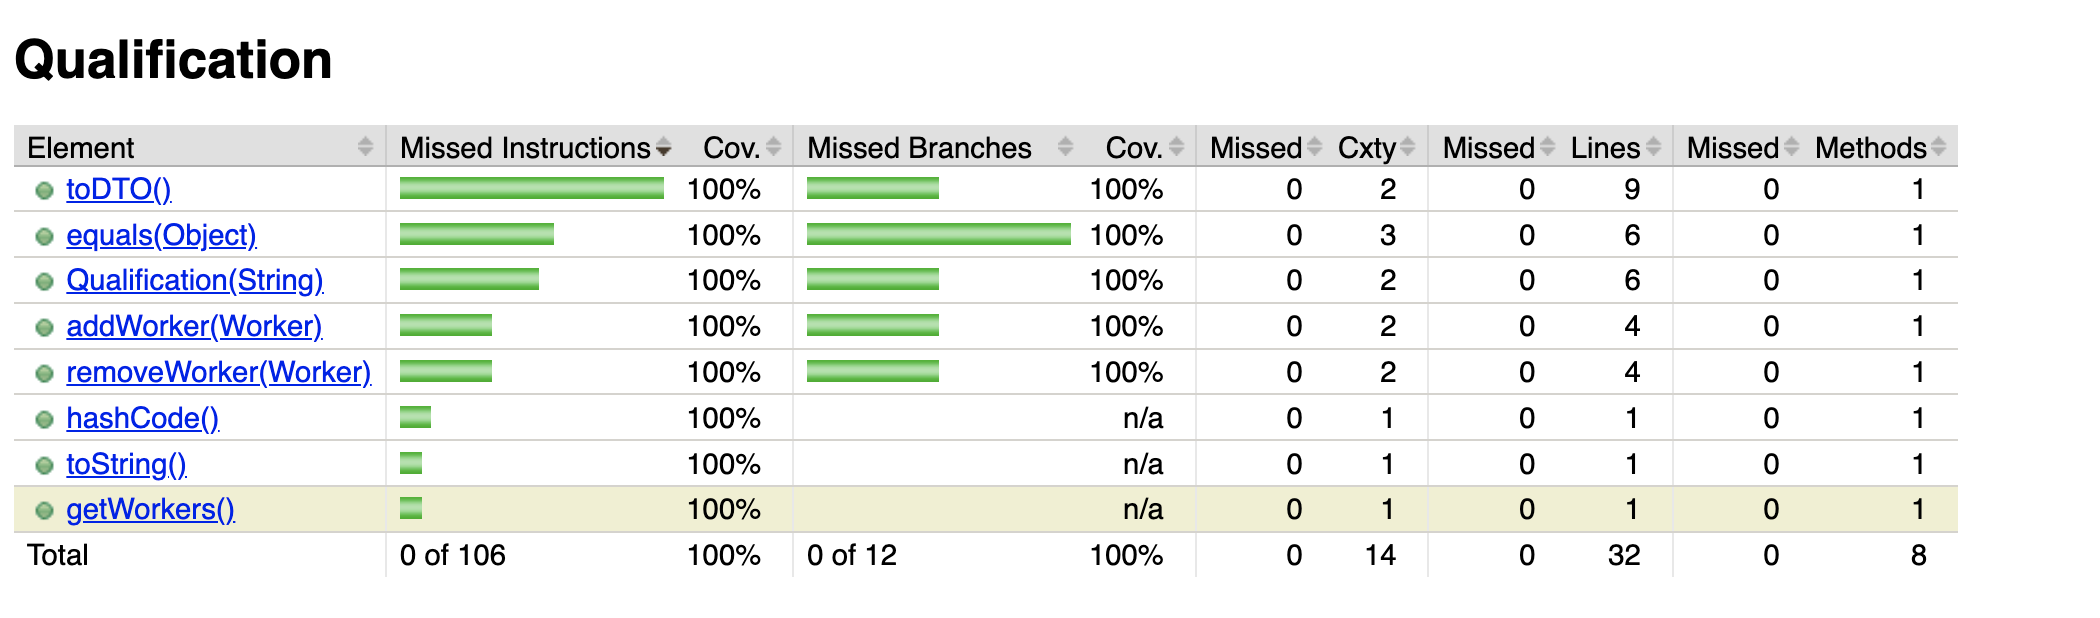 Qualification
Element Missed Instructions Cov. Missed Branches Cov. Missed Cxty Missed Lines Missed Methods
toDTO() 100% 100% 0 2 0 9 0 1
equals(Object) 100% 100% 0 3 0 6 0 1
Qualification(String) 100% 100% 0 2 0 6 0 1
addWorker(Worker) 100% 100% 0 2 0 4 0 1
removeWorker(Worker) 100% 100% 0 2 0 4 0 1
hashCode() 100% n/a 0 1 0 1 0 1
toString() 100% n/a 0 1 0 1 0 1
getWorkers() 100% n/a 0 1 0 1 0 1
Total 0 of 106 100% 0 of 12 100% 0 14 0 32 0 8